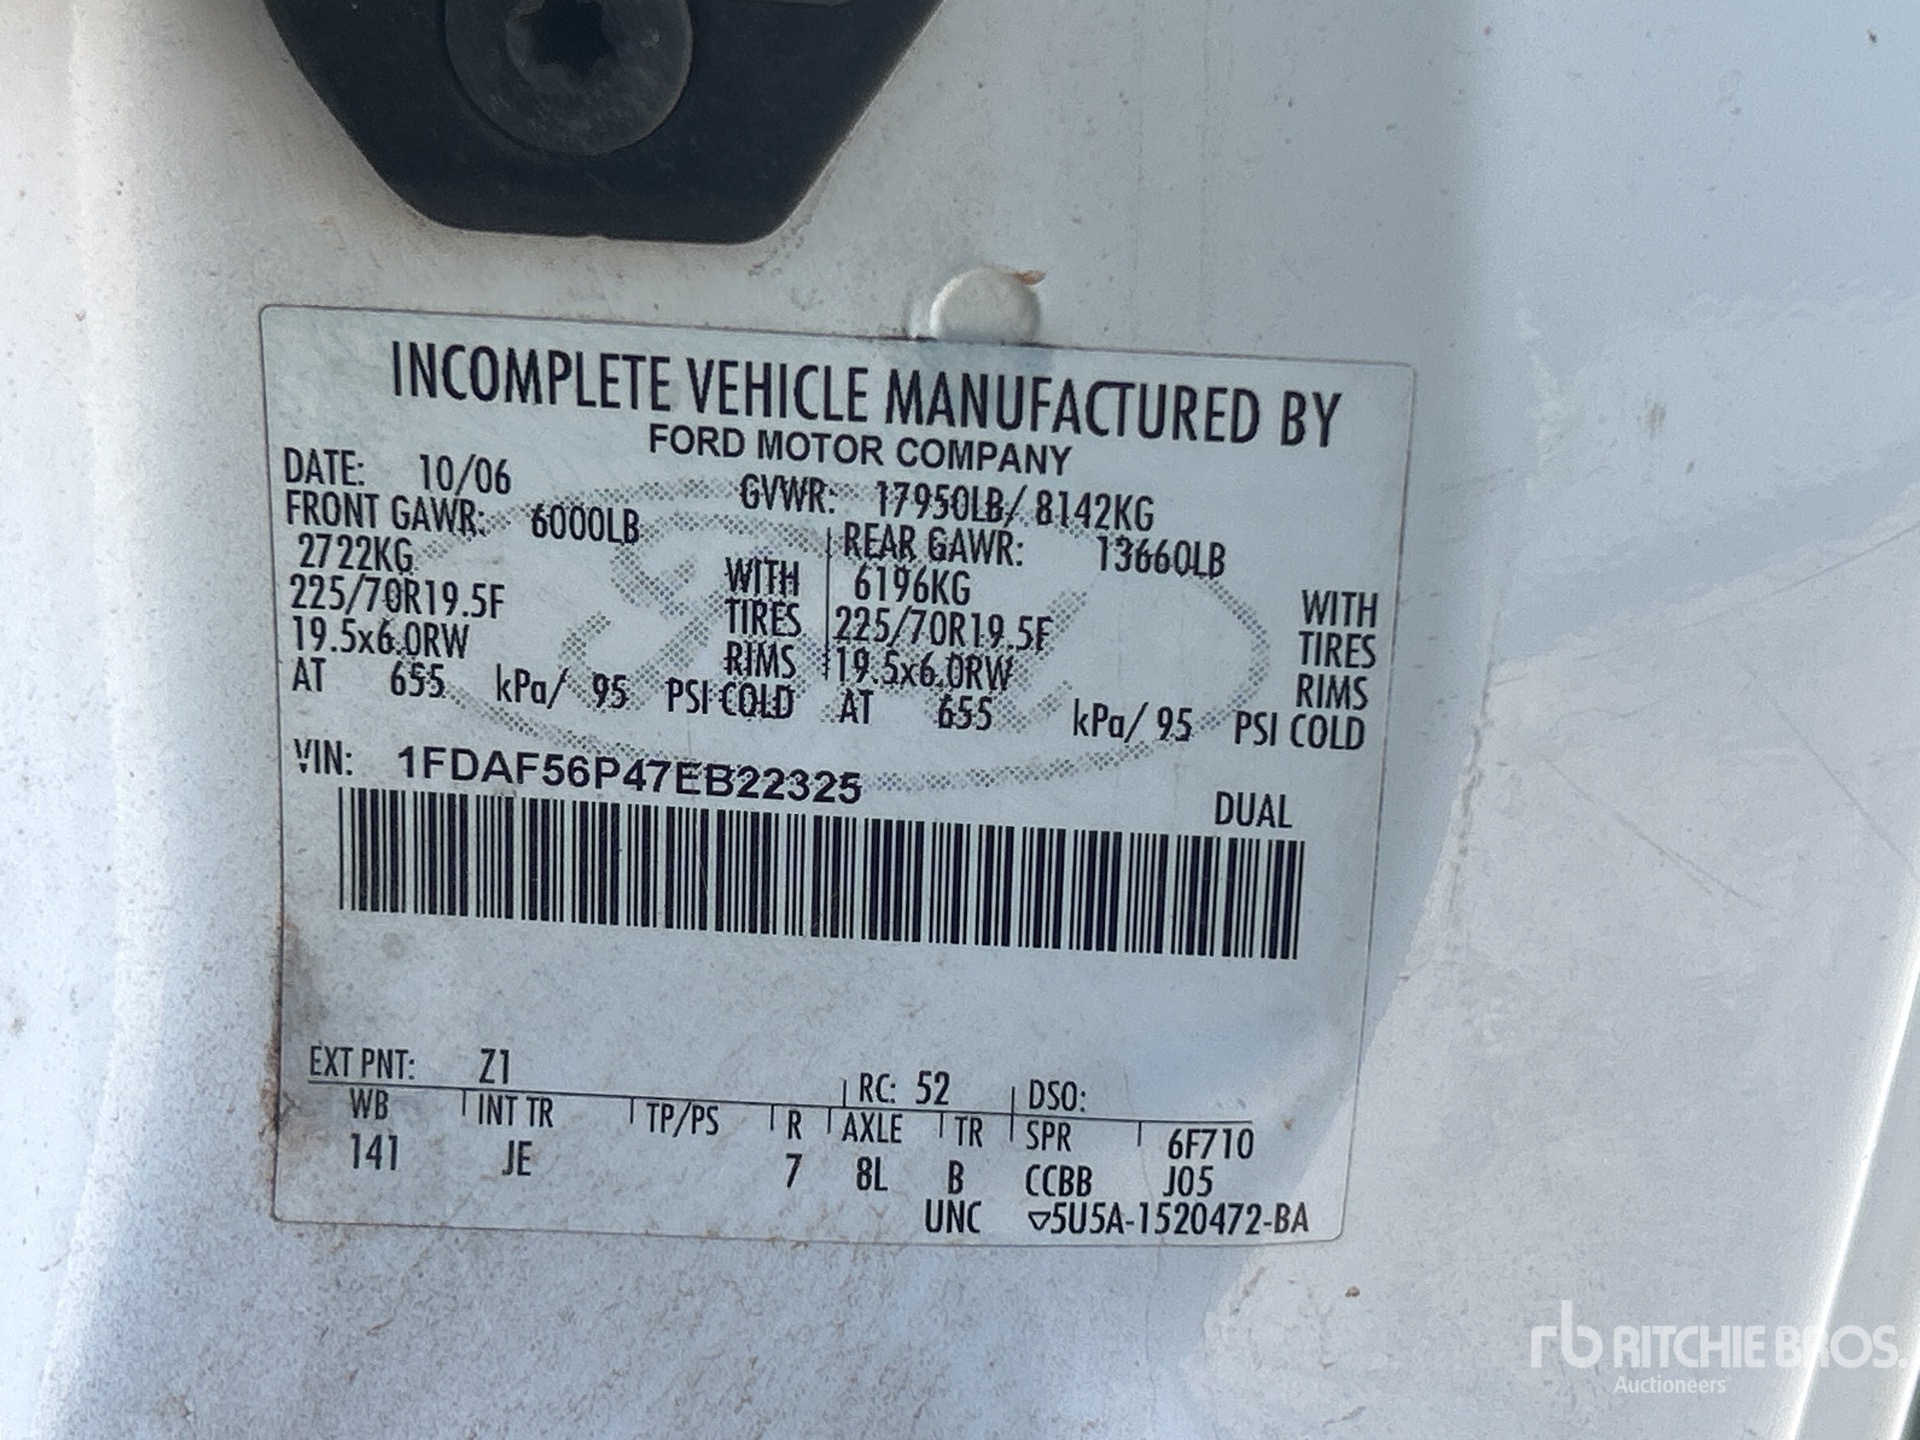 INCOMPLETE VEHICLE MANUFACTURED BY
FORD MOTOR COMPANY
DATE: 10/06 GVWR: 17950LB/ 8142KG
FRONT GAWR: 6000LB REAR GAWR: 13660LB
2722KG WITH 6196KG WITH
225/70R19.5F TIRES 225/70R19.5F TIRES
19.5x6.0RW RIMS 19.5x6.0RW RIMS
AT 655 kPa/ 95 PSI COLD AT 655 kPa/ 95 PSI COLD
VIN: 1FDAF56P47EB22325
DUAL
EXT PNT: Z1 RC: 52 DSO:
WB INT TR TP/PS R AXLE TR SPR 6F710
141 JE 7 8L B CCBB J05
UNC ▽5U5A-1520472-BA
rb RITCHIE BROS.
Auctioneers